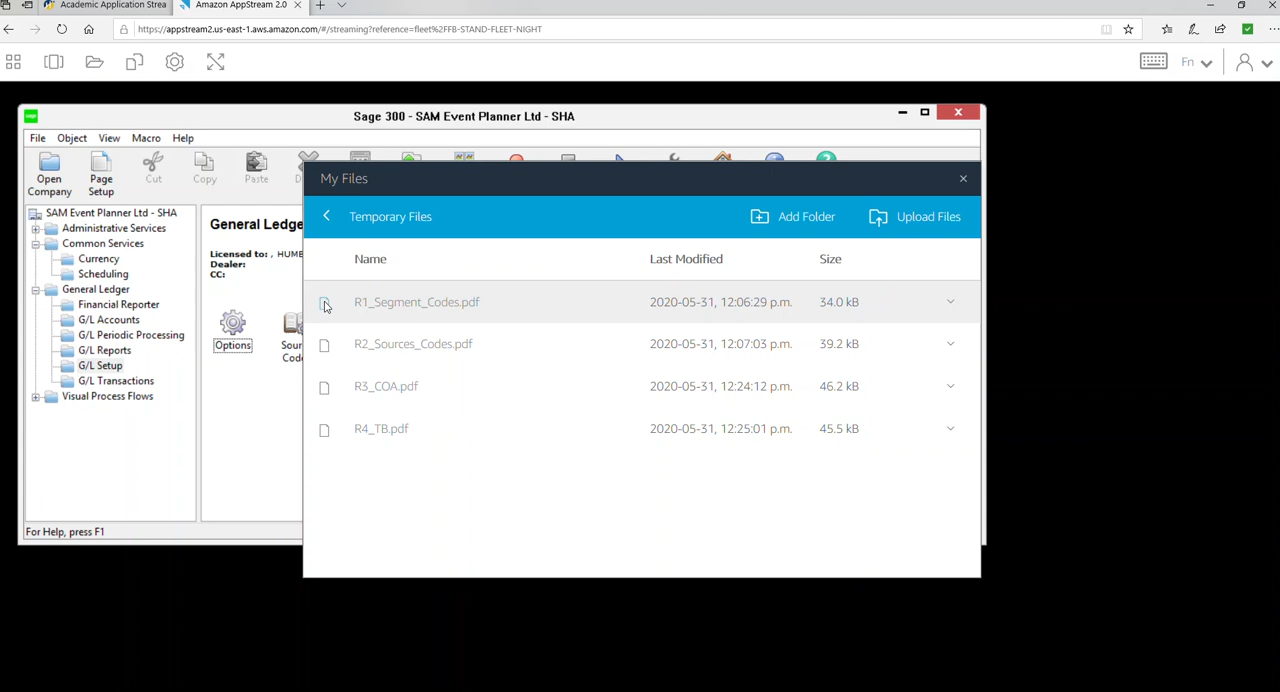 Academic Application Strea
Amazon AppStream 2.0
https://appstream2.us-east-1.aws.amazon.com/#/streaming?reference=fleet%2FFB-STAND-FLEET-NIGHT
Fn
sage
Sage 300 - SAM Event Planner Ltd - SHA
File Object View Macro Help
Open Company
Page Setup
Cut
Copy
Paste
SAM Event Planner Ltd - SHA
Administrative Services
Common Services
Currency
Scheduling
General Ledger
Financial Reporter
G/L Accounts
G/L Periodic Processing
G/L Reports
G/L Setup
G/L Transactions
Visual Process Flows
General Ledge
Licensed to: , HUME
Dealer:
CC:
Options
Sour
Code
For Help, press F1
My Files
Temporary Files
Add Folder
Upload Files
Name Last Modified Size
R1_Segment_Codes.pdf 2020-05-31, 12:06:29 p.m. 34.0 kB
R2_Sources_Codes.pdf 2020-05-31, 12:07:03 p.m. 39.2 kB
R3_COA.pdf 2020-05-31, 12:24:12 p.m. 46.2 kB
R4_TB.pdf 2020-05-31, 12:25:01 p.m. 45.5 kB